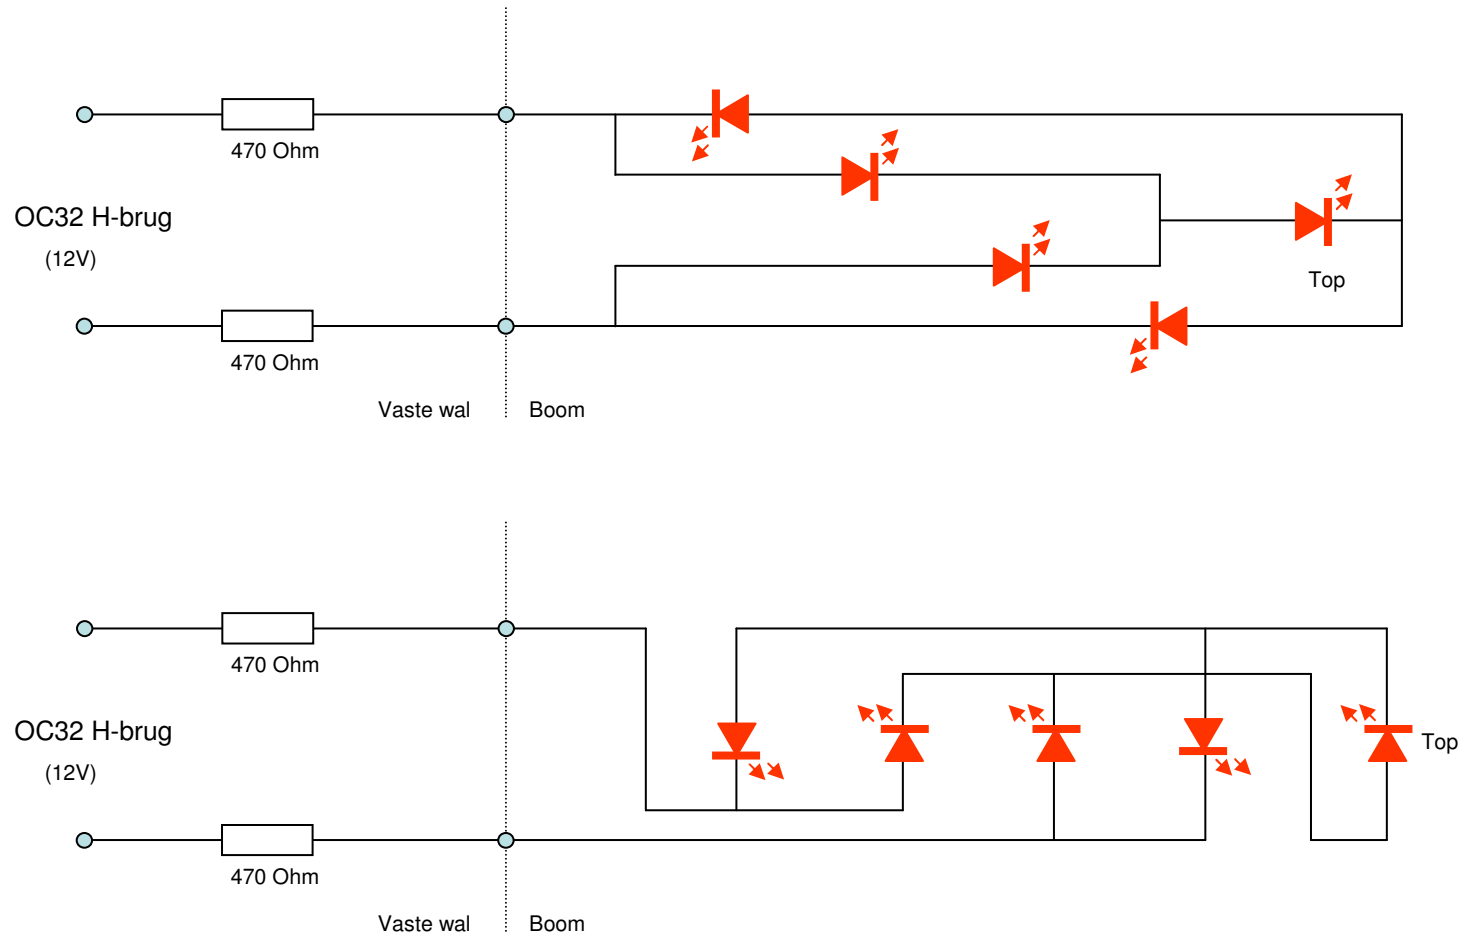 470 Ohm
OC32 H-brug
(12V)
Top
470 Ohm
Vaste wal
Boom
470 Ohm
OC32 H-brug
(12V)
Top
470 Ohm
Vaste wal
Boom